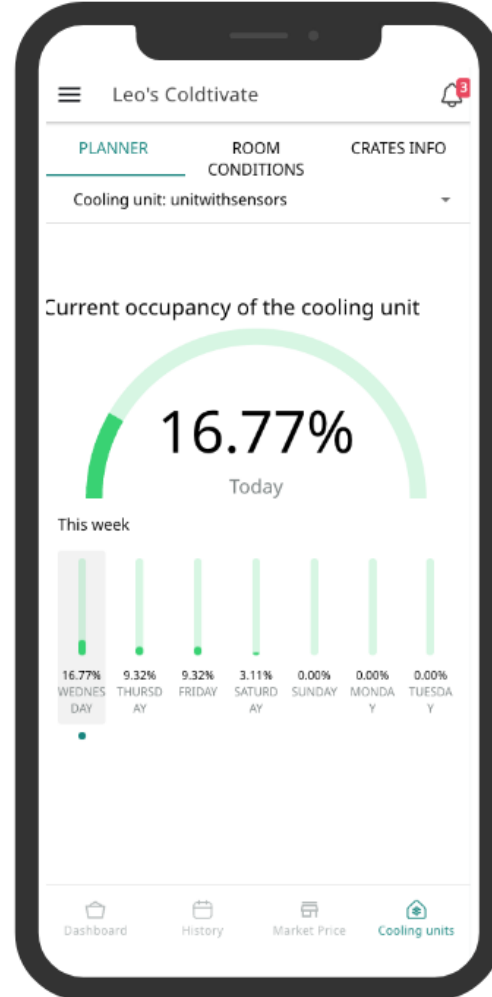 Leo's Coldtivate
3
PLANNER
ROOM
CONDITIONS
CRATES INFO
Cooling unit: unitwithsensors
Current occupancy of the cooling unit
16.77%
Today
This week
16.77% 9.32% 9.32% 3.11% 0.00% 0.00% 0.00%
WEDNES THURSD FRIDAY SATURD SUNDAY MONDA TUESDA
DAY AY AY Y Y
Dashboard History Market Price Cooling units